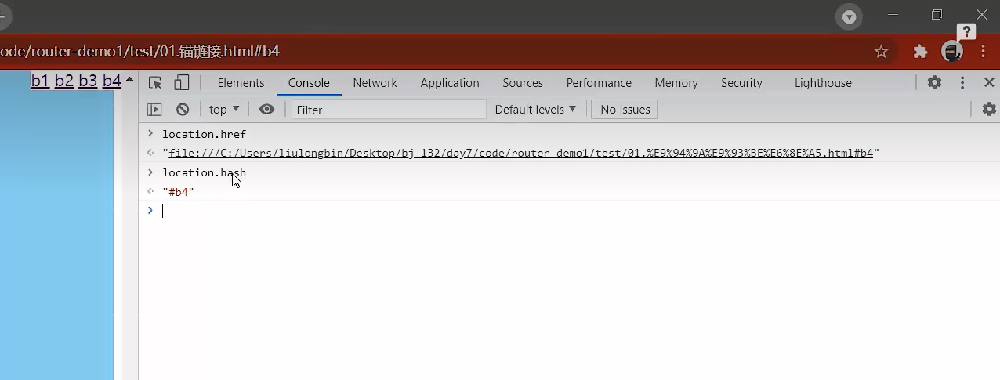 ode/router-demo1/test/01.锚链接.html#b4
b1 b2 b3 b4
Elements Console Network Application Sources Performance Memory Security Lighthouse
top ▼ Filter Default levels ▼ No Issues
> location.href
< "file:///C:/Users/liulongbin/Desktop/bj-132/day7/code/router-demo1/test/01.%E9%94%9A%E9%93%BE%E6%8E%A5.html#b4"
> location.hash
< "#b4"
>